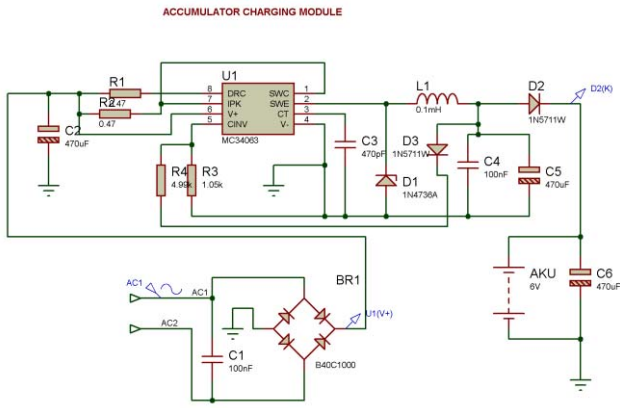 ACCUMULATOR CHARGING MODULE
R1
0.47
R2
0.47
C2
470uF
U1
8 DRC SWC 1
7 IPK SWE 2
6 V+ CT 3
5 CINV V- 4
MC34063
R4
4.99k
R3
1.05k
C3
470pF
L1
0.1mH
D1
1N4736A
D3
1N5711W
C4
100nF
D2
1N5711W
D2(K)
C5
470uF
AKU
6V
C6
470uF
AC1
AC1
AC2
C1
100nF
BR1
U1(V+)
B40C1000